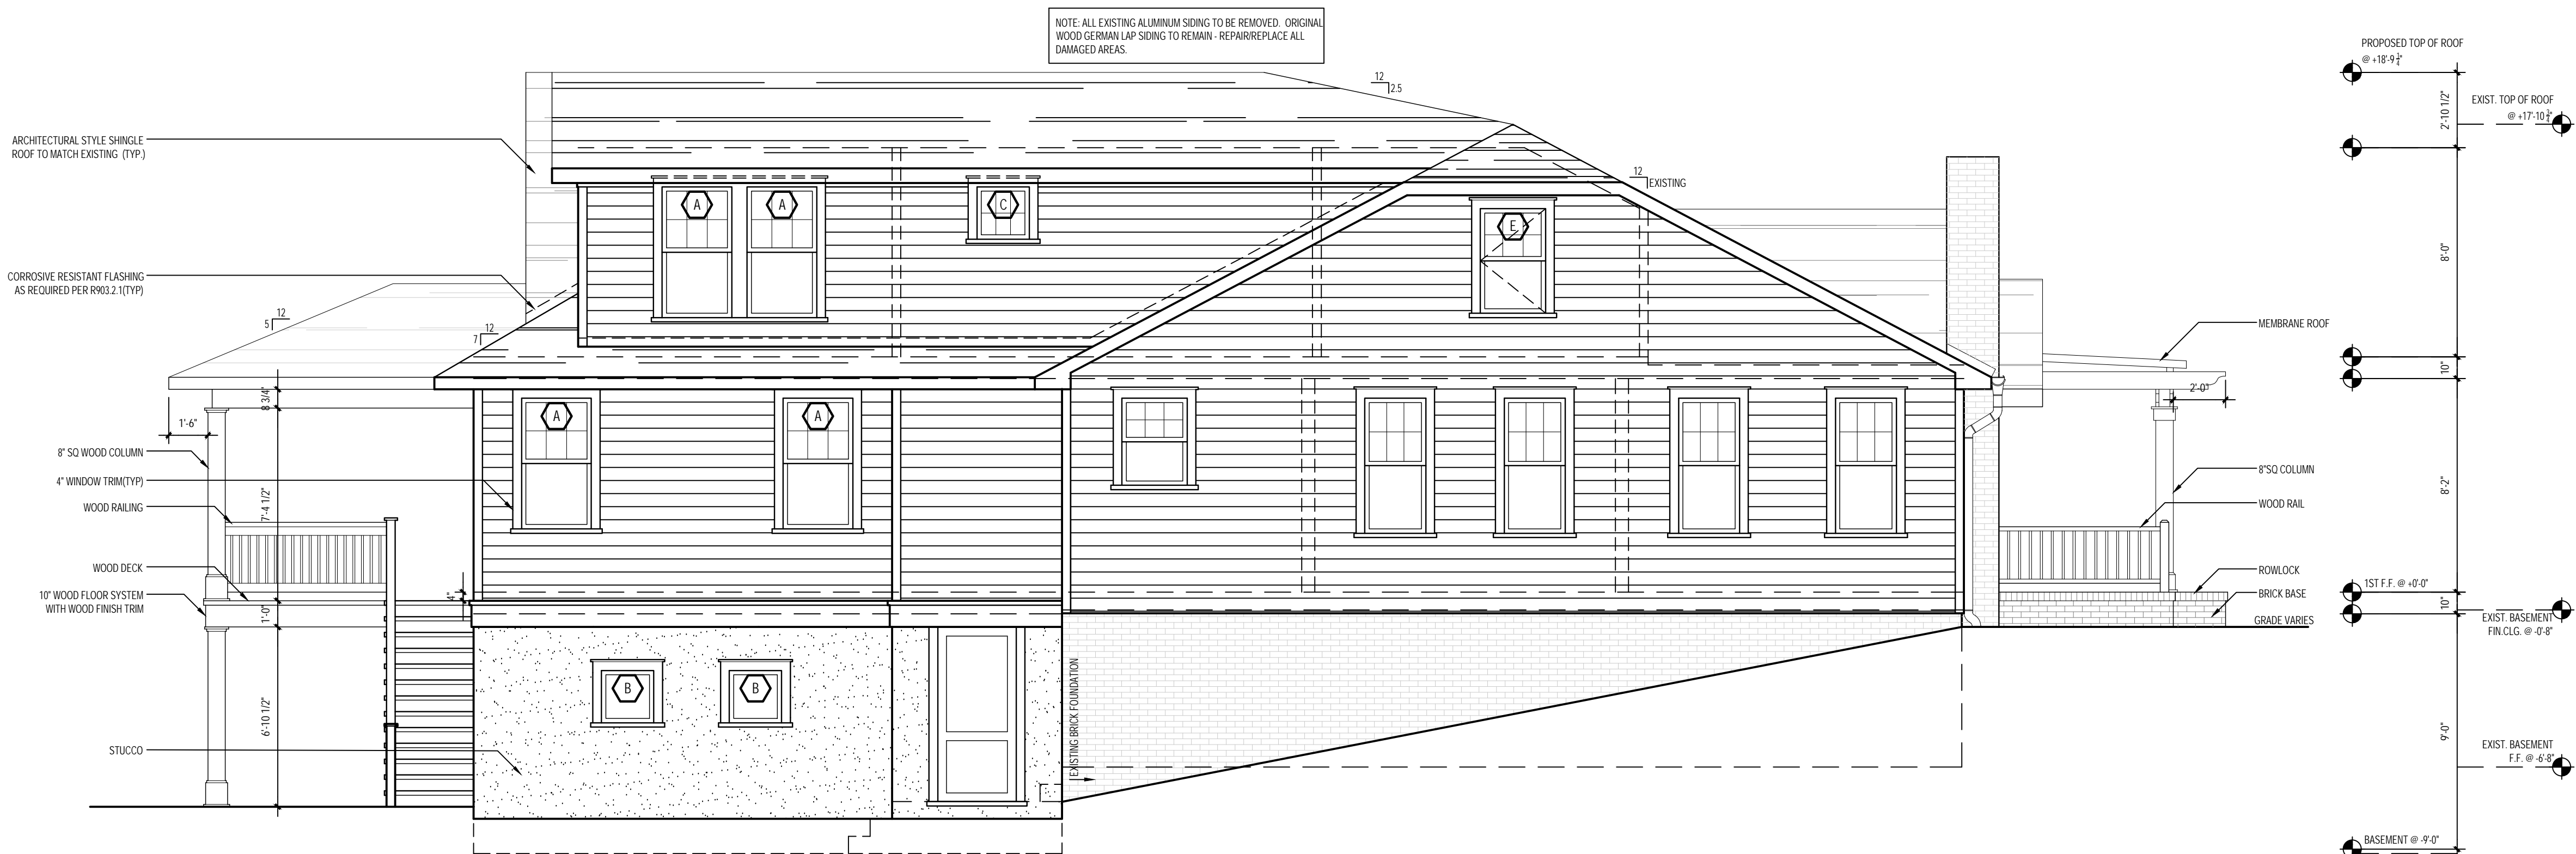 NOTE: ALL EXISTING ALUMINUM SIDING TO BE REMOVED. ORIGINAL
WOOD GERMAN LAP SIDING TO REMAIN - REPAIR/REPLACE ALL
DAMAGED AREAS.
PROPOSED TOP OF ROOF
@ +18'-9 1/4"
EXIST. TOP OF ROOF
@ +17'-10 3/4"
2'-10 1/2"
12
2.5
ARCHITECTURAL STYLE SHINGLE
ROOF TO MATCH EXISTING (TYP.)
12
EXISTING
A
A
C
E
8'-0"
CORROSIVE RESISTANT FLASHING
AS REQUIRED PER R903.2.1(TYP)
12
5
12
7
MEMBRANE ROOF
10"
8 3/4"
2'-0
1'-6"
A
A
8" SQ WOOD COLUMN
8"SQ COLUMN
4" WINDOW TRIM(TYP)
8'-2"
7'-4 1/2"
WOOD RAILING
WOOD RAIL
WOOD DECK
ROWLOCK
10" WOOD FLOOR SYSTEM
WITH WOOD FINISH TRIM
4"
1'-0"
1ST F.F. @ +0'-0"
BRICK BASE
10"
GRADE VARIES
EXIST. BASEMENT
FIN.CLG. @ -0'-8"
B
B
6'-10 1/2"
EXISTING BRICK FOUNDATION
STUCCO
9'-0"
EXIST. BASEMENT
F.F. @ -6'-8"
BASEMENT @ -9'-0"